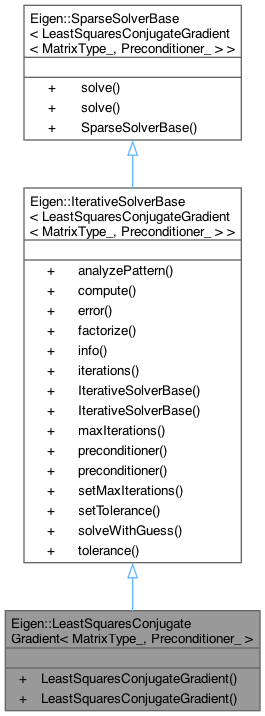 Eigen::SparseSolverBase
< LeastSquaresConjugateGradient
< MatrixType_, Preconditioner_ > >
+ solve()
+ solve()
+ SparseSolverBase()
Eigen::IterativeSolverBase
< LeastSquaresConjugateGradient
< MatrixType_, Preconditioner_ > >
+ analyzePattern()
+ compute()
+ error()
+ factorize()
+ info()
+ iterations()
+ IterativeSolverBase()
+ IterativeSolverBase()
+ maxIterations()
+ preconditioner()
+ preconditioner()
+ setMaxIterations()
+ setTolerance()
+ solveWithGuess()
+ tolerance()
Eigen::LeastSquaresConjugate
Gradient< MatrixType_, Preconditioner_ >
+ LeastSquaresConjugateGradient()
+ LeastSquaresConjugateGradient()